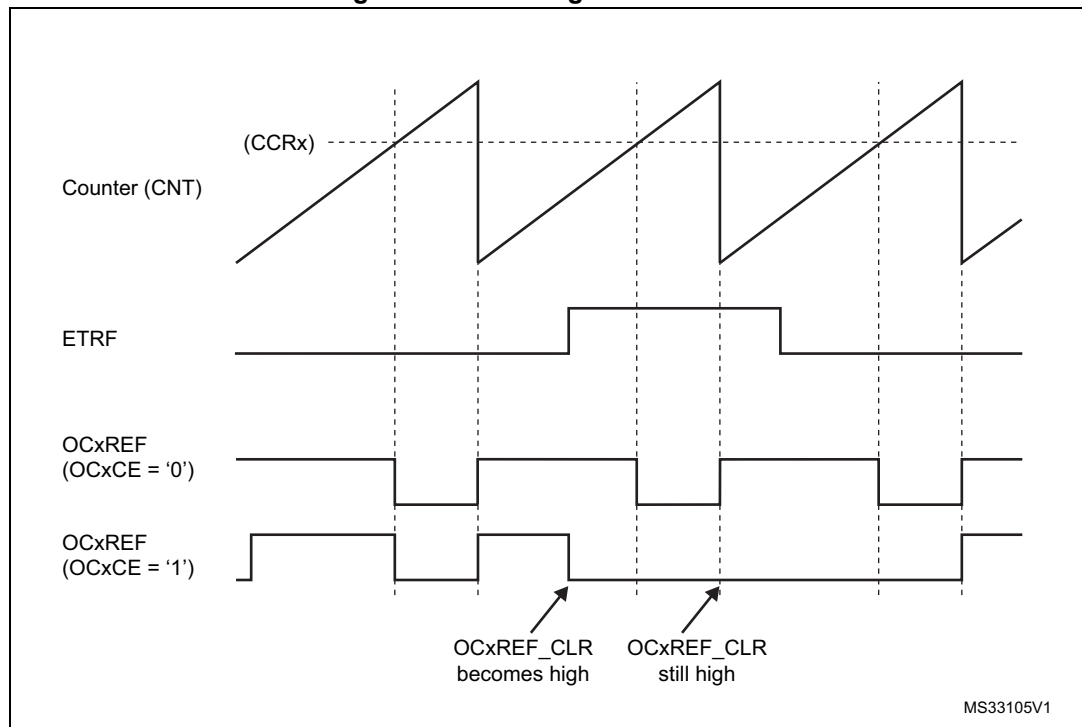 (CCRx)
Counter (CNT)
ETRF
OCxREF
(OCxCE = ‘0’)
OCxREF
(OCxCE = ‘1’)
OCxREF_CLR
becomes high
OCxREF_CLR
still high
MS33105V1